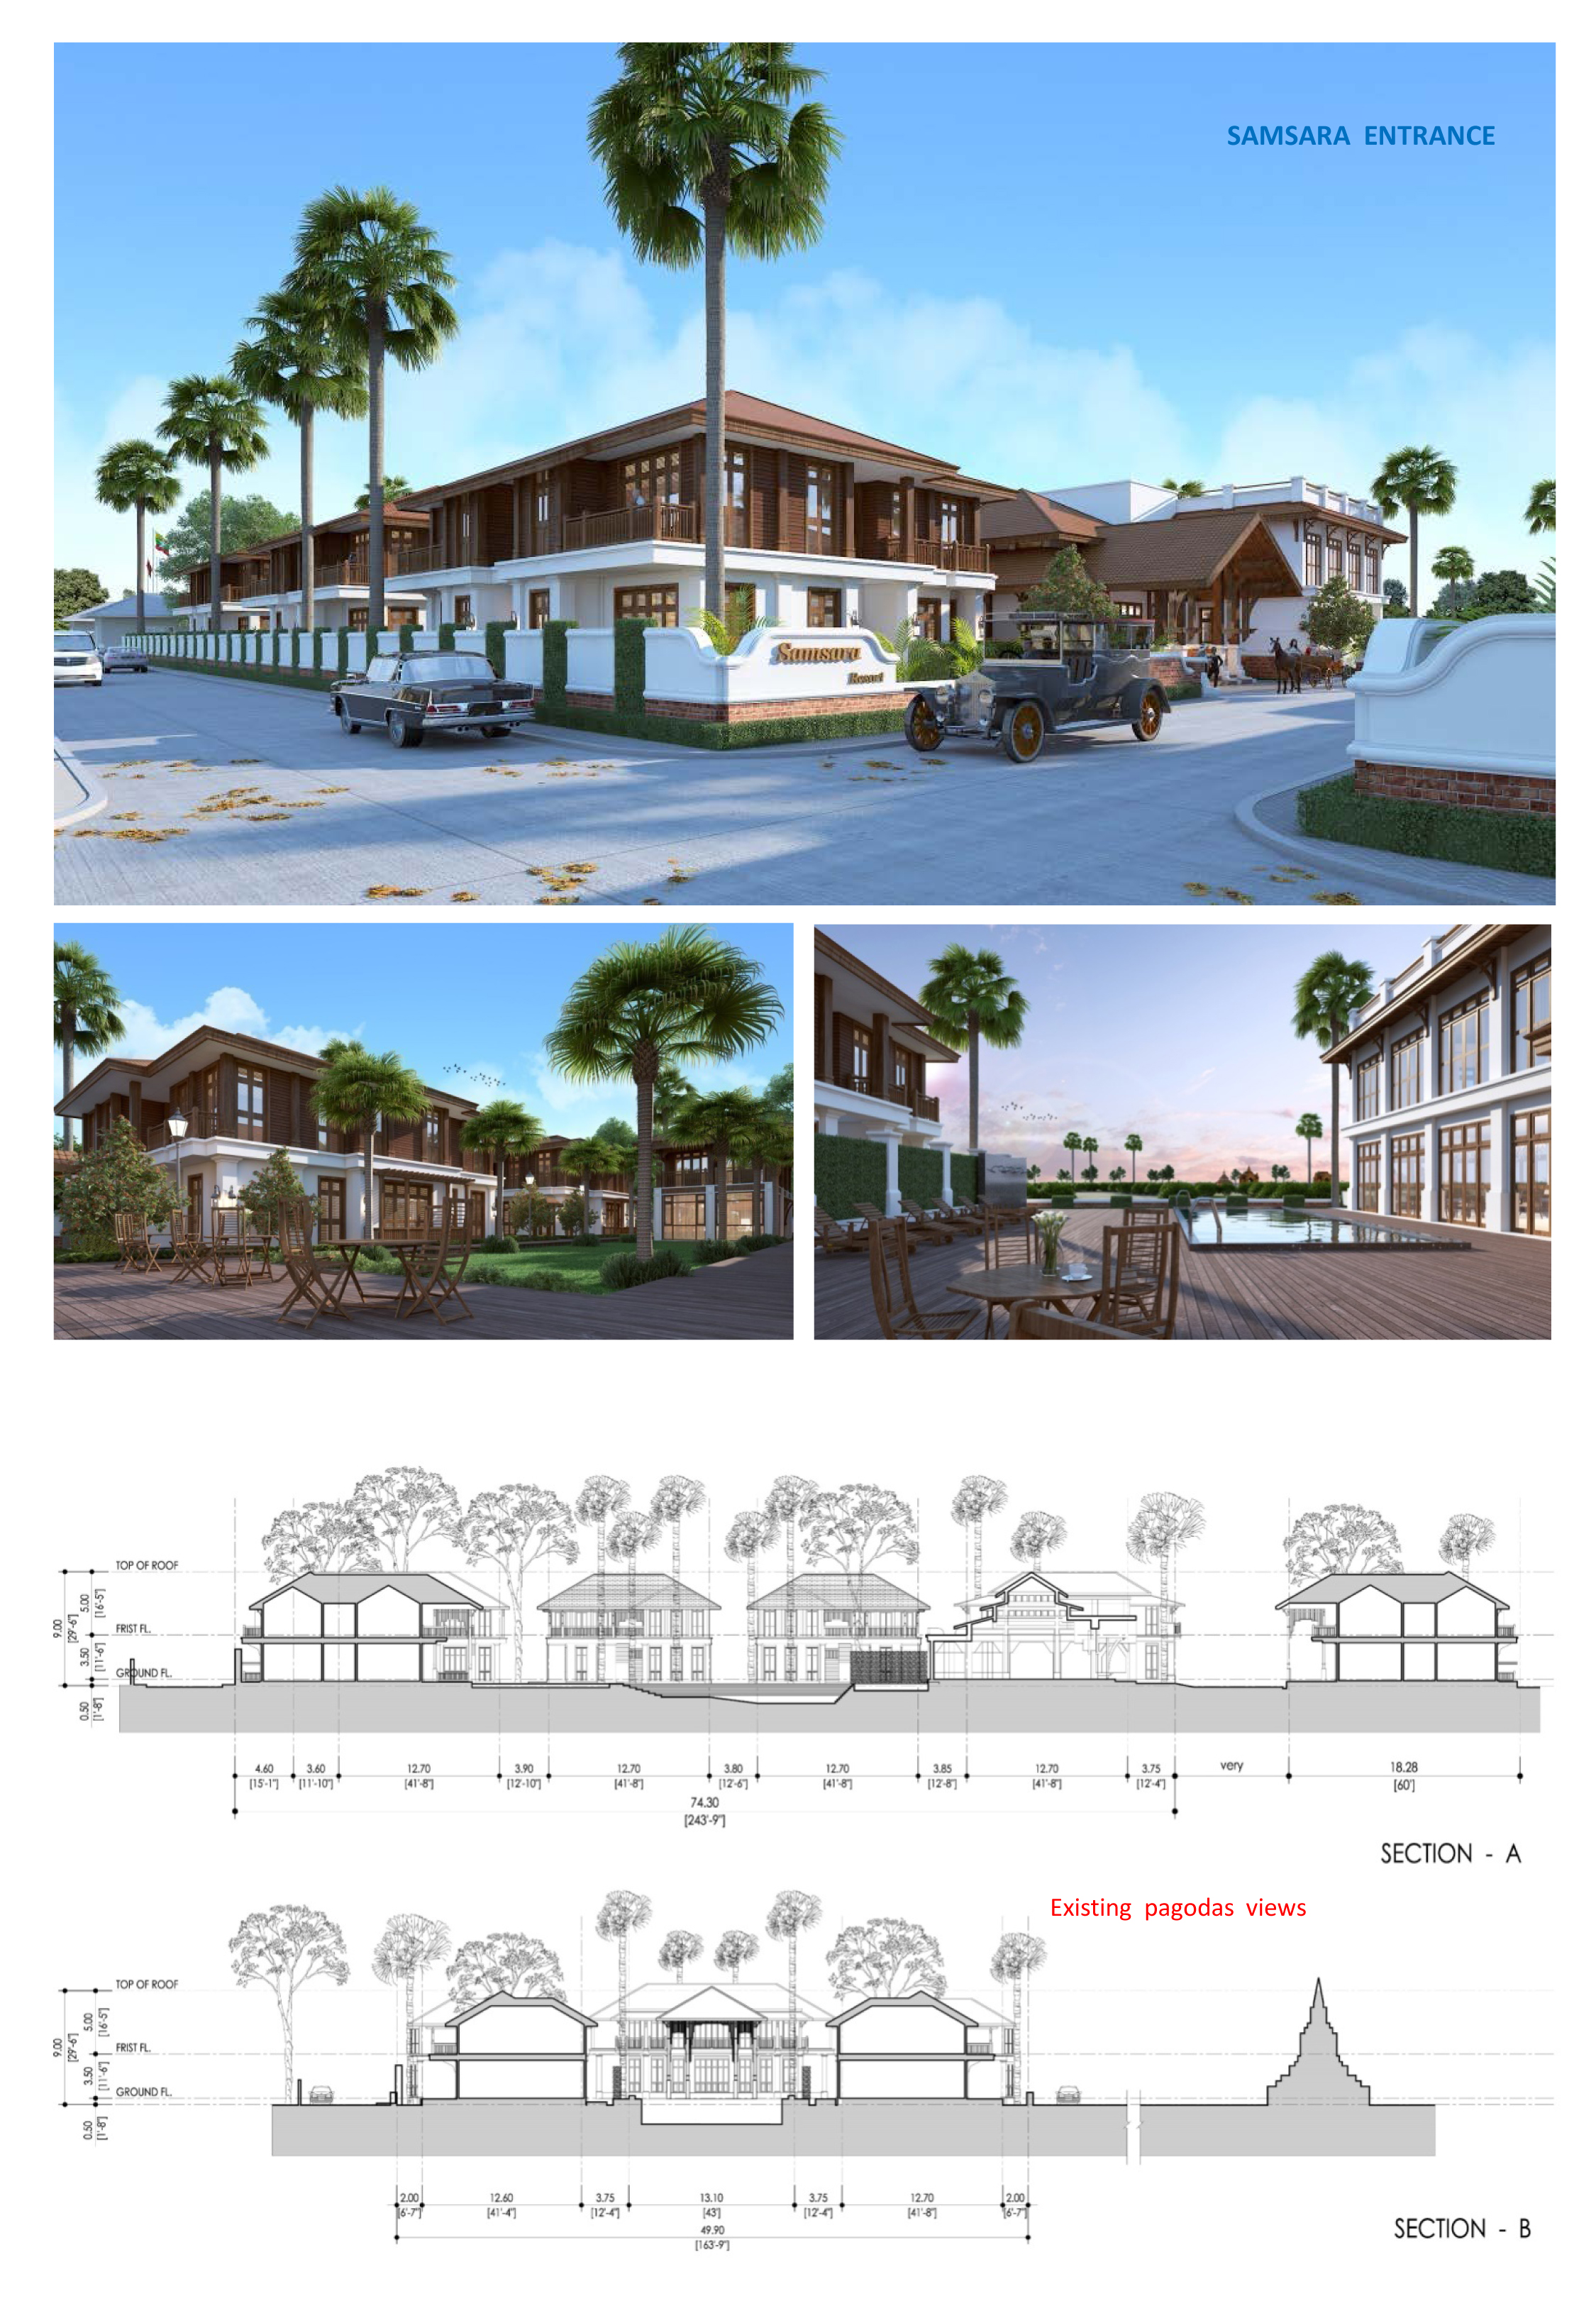 SAMSARA ENTRANCE
Samsara
Resort
TOP OF ROOF
5.00
[16'-5"]
9.00
[29'-6"]
FRIST FL.
3.50
[11'-6"]
GROUND FL.
0.50
[1'-8"]
4.60 3.60 12.70 3.90 12.70 3.80 12.70 3.85 12.70 3.75 very 18.28
[15'-1"] [11'-10"] [41'-8"] [12'-10"] [41'-8"] [12'-6"] [41'-8"] [12'-8"] [41'-8"] [12'-4"] [60']
74.30
[243'-9"]
SECTION - A
Existing pagodas views
TOP OF ROOF
5.00
[16'-5"]
9.00
[29'-6"]
FRIST FL.
3.50
[11'-6"]
GROUND FL.
0.50
[1'-8"]
2.00 12.60 3.75 13.10 3.75 12.70 2.00
[6'-7"] [41'-4"] [12'-4"] [43'] [12'-4"] [41'-8"] [6'-7"]
49.90
[163'-9"]
SECTION - B